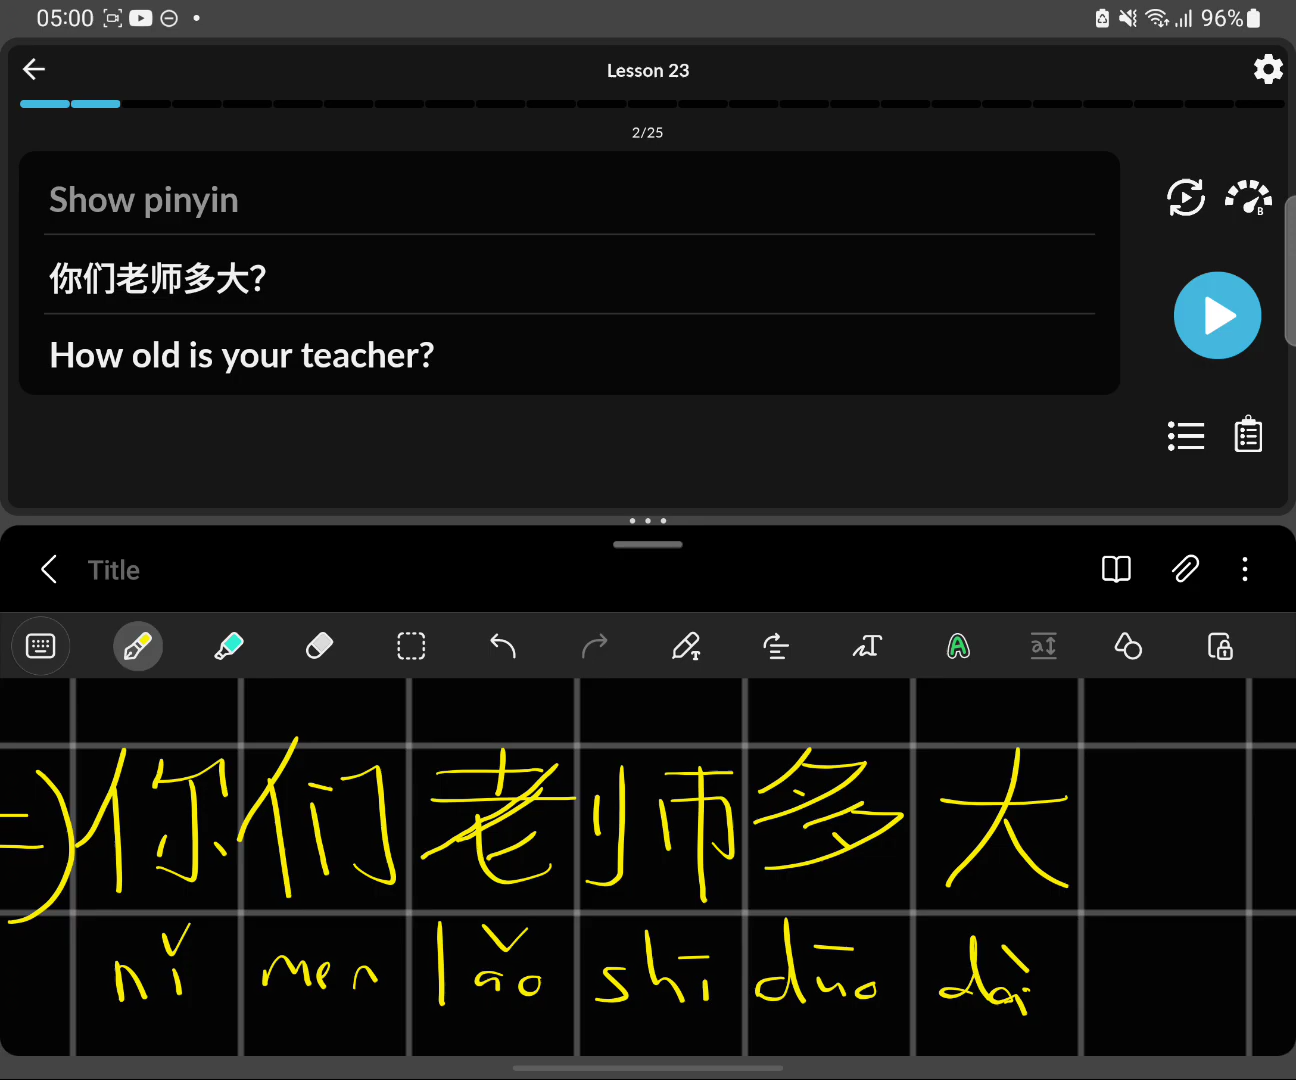 05:00 96%
Lesson 23
2/25
Show pinyin
你们老师多大？
How old is your teacher?
B
Title
T T A a
你们老师多大
nǐ men lǎo shī duō dà